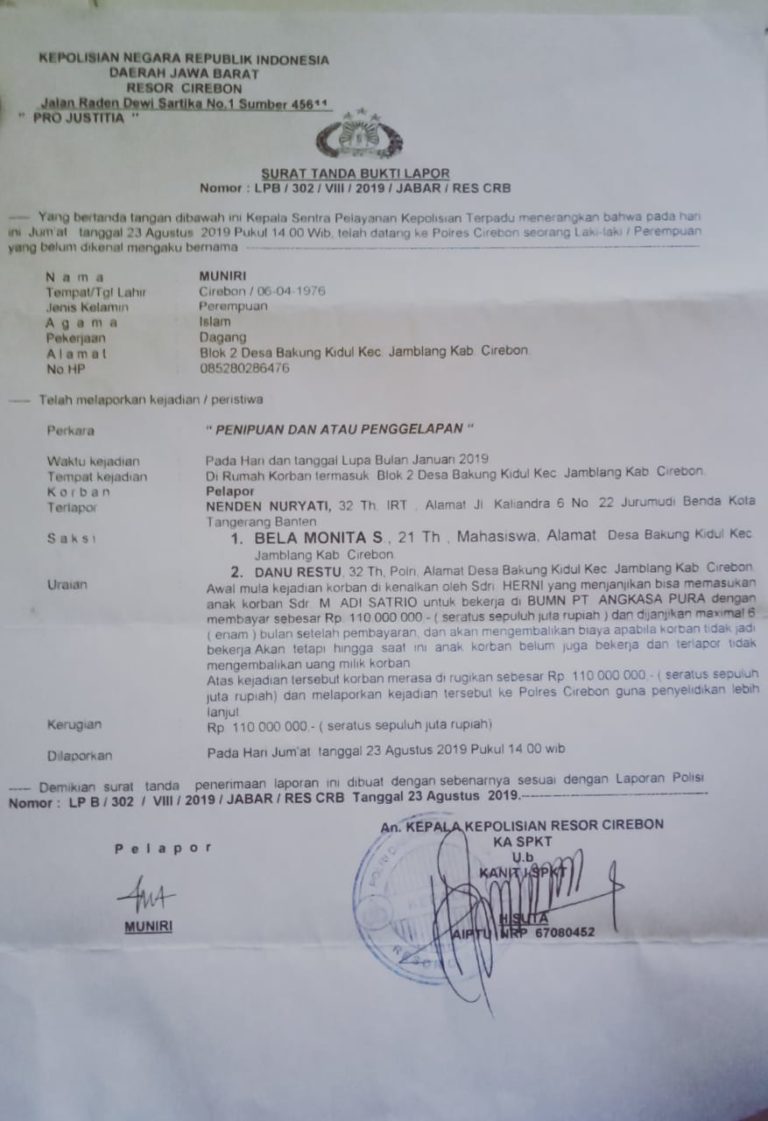 KEPOLISIAN NEGARA REPUBLIK INDONESIA
DAERAH JAWA BARAT
RESOR CIREBON
Jalan Raden Dewi Sartika No.1 Sumber 45611
" PRO JUSTITIA "
SURAT TANDA BUKTI LAPOR
Nomor : LPB / 302 / VIII / 2019 / JABAR / RES CRB
---- Yang bertanda tangan dibawah ini Kepala Sentra Pelayanan Kepolisian Terpadu menerangkan bahwa pada hari
ini Jum'at tanggal 23 Agustus 2019 Pukul 14.00 Wib, telah datang ke Polres Cirebon seorang Laki-laki / Perempuan
yang belum dikenal mengaku bernama ----
N a m a MUNIRI
Tempat/Tgl Lahir Cirebon / 06-04-1976
Jenis Kelamin Perempuan
A g a m a Islam
Pekerjaan Dagang
A l a m a t Blok 2 Desa Bakung Kidul Kec. Jamblang Kab. Cirebon.
No.HP 085280286476
---- Telah melaporkan kejadian / peristiwa
Perkara " PENIPUAN DAN ATAU PENGGELAPAN "
Waktu kejadian Pada Hari dan tanggal Lupa Bulan Januari 2019
Tempat kejadian Di Rumah Korban termasuk Blok 2 Desa Bakung Kidul Kec. Jamblang Kab. Cirebon.
K o r b a n Pelapor
Terlapor NENDEN NURYATI, 32 Th. IRT , Alamat Jl. Kaliandra 6 No 22 Jurumudi Benda Kota
Tangerang Banten.
S a k s i 1. BELA MONITA S , 21 Th , Mahasiswa, Alamat Desa Bakung Kidul Kec.
Jamblang Kab. Cirebon.
2. DANU RESTU, 32 Th, Polri, Alamat Desa Bakung Kidul Kec. Jamblang Kab. Cirebon.
Uraian Awal mula kejadian korban di kenalkan oleh Sdri. HERNI yang menjanjikan bisa memasukan
anak korban Sdr. M. ADI SATRIO untuk bekerja di BUMN PT. ANGKASA PURA dengan
membayar sebesar Rp. 110.000.000.- ( seratus sepuluh juta rupiah ) dan dijanjikan maximal 6
( enam ) bulan setelah pembayaran, dan akan mengembalikan biaya apabila korban tidak jadi
bekerja.Akan tetapi hingga saat ini anak korban belum juga bekerja dan terlapor tidak
mengembalikan uang milik korban.
Atas kejadian tersebut korban merasa di rugikan sebesar Rp. 110.000.000,- ( seratus sepuluh
juta rupiah) dan melaporkan kejadian tersebut ke Polres Cirebon guna penyelidikan lebih
lanjut.
Kerugian Rp. 110.000.000,- ( seratus sepuluh juta rupiah)
Dilaporkan Pada Hari Jum'at tanggal 23 Agustus 2019 Pukul 14.00 wib
---- Demikian surat tanda penerimaan laporan ini dibuat dengan sebenarnya sesuai dengan Laporan Polisi
Nomor : LP B / 302 / VIII / 2019 / JABAR / RES CRB Tanggal 23 Agustus 2019.----
An. KEPALA KEPOLISIAN RESOR CIREBON
KA SPKT
U.b
KANIT I SPKT
P e l a p o r
MUNIRI
H.SUTA
AIPTU NRP 67080452